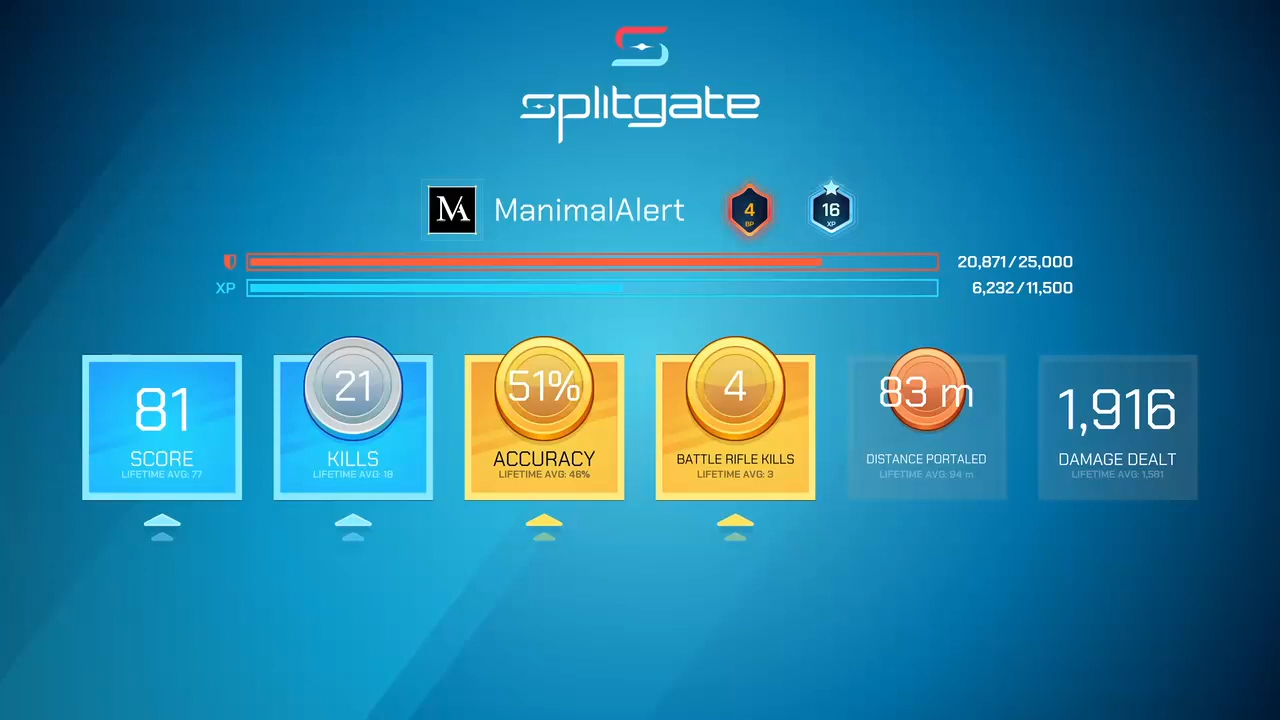 splitgate
MA
ManimalAlert
4
BP
16
XP
20,871/25,000
XP
6,232/11,500
81
SCORE
LIFETIME AVG: 77
21
KILLS
LIFETIME AVG: 18
51%
ACCURACY
LIFETIME AVG: 46%
4
BATTLE RIFLE KILLS
LIFETIME AVG: 3
83 m
DISTANCE PORTALED
LIFETIME AVG: 94 m
1,916
DAMAGE DEALT
LIFETIME AVG: 1,591